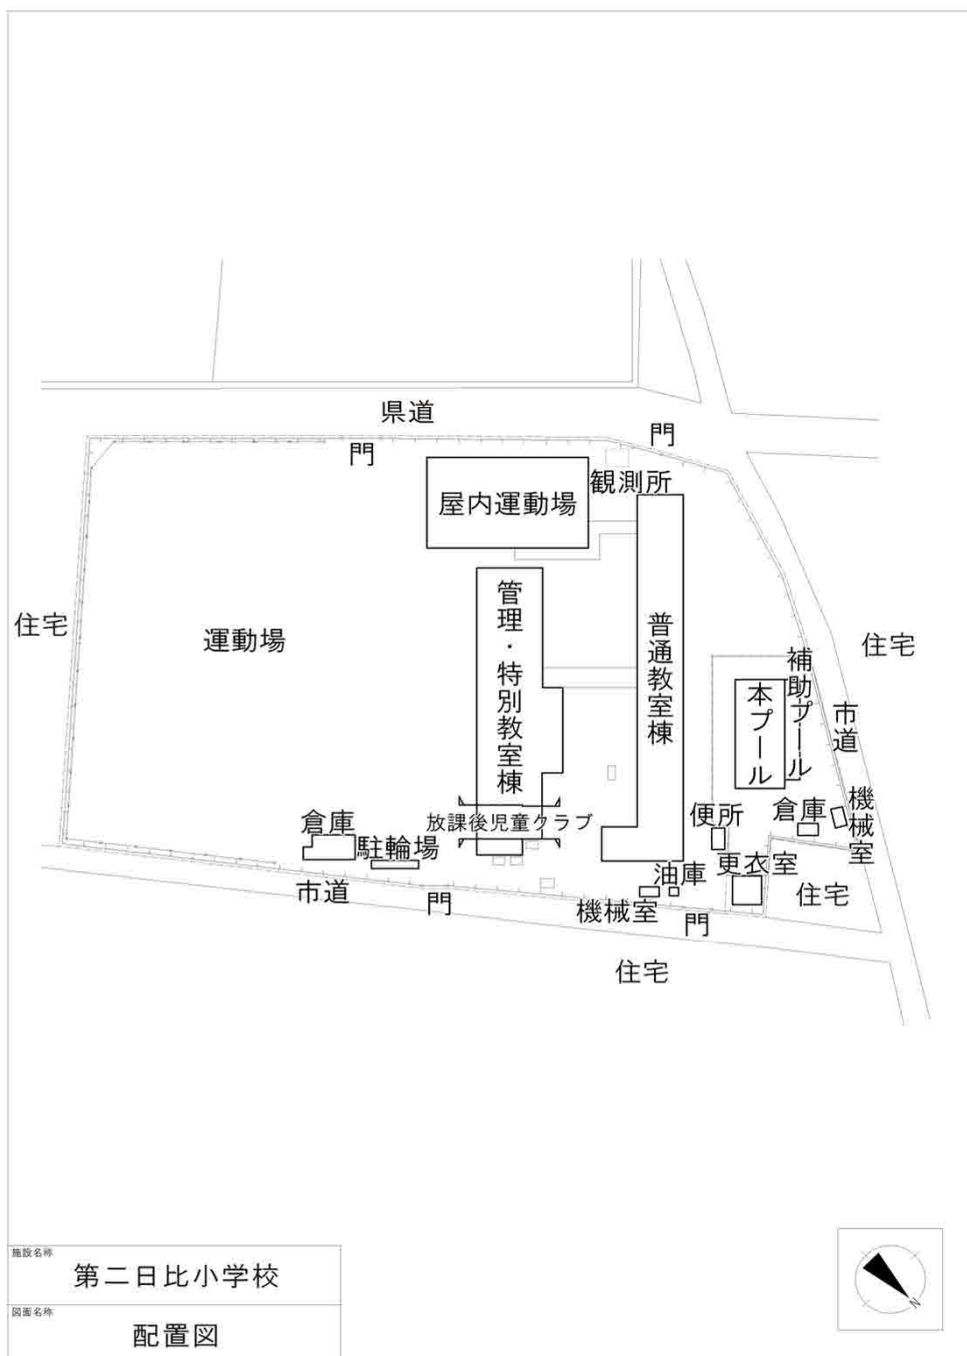 県道
門
門
観測所
屋内運動場
管理・特別教室棟
普通教室棟
住宅
運動場
住宅
補助プール
本プール
市道
機械室
倉庫
便所
放課後児童クラブ
倉庫
駐輪場
油庫
更衣室
住宅
市道
門
機械室
門
住宅
施設名称
第二日比小学校
図面名称
配置図
N